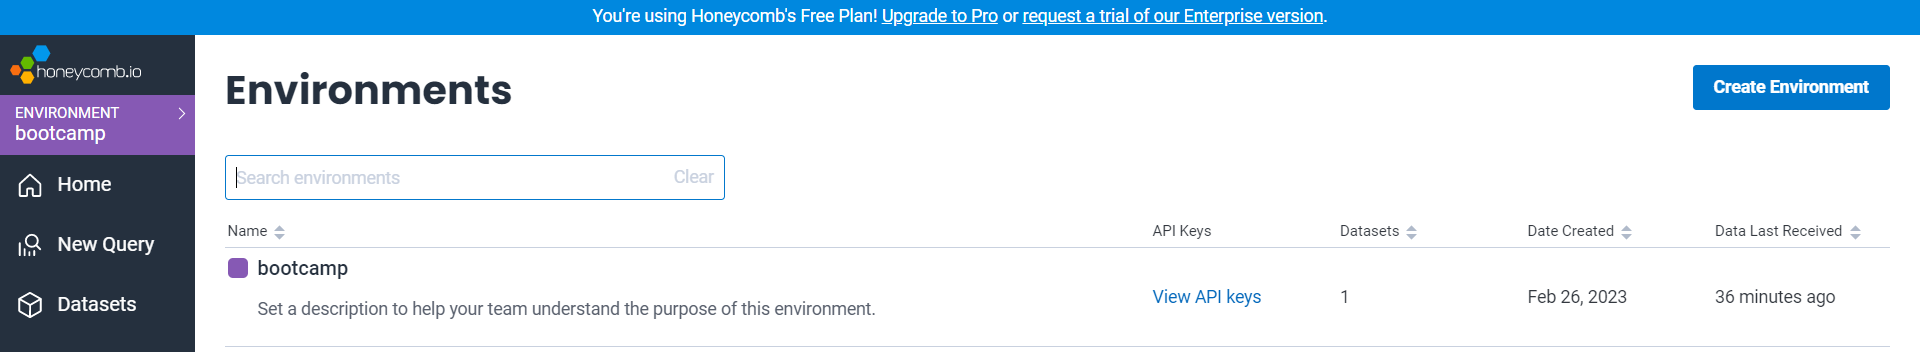 You're using Honeycomb's Free Plan! Upgrade to Pro or request a trial of our Enterprise version.
honeycomb.io
ENVIRONMENT
bootcamp
Home
New Query
Datasets
Environments
Create Environment
Search environments Clear
Name API Keys Datasets Date Created Data Last Received
bootcamp
Set a description to help your team understand the purpose of this environment.
View API keys 1 Feb 26, 2023 36 minutes ago